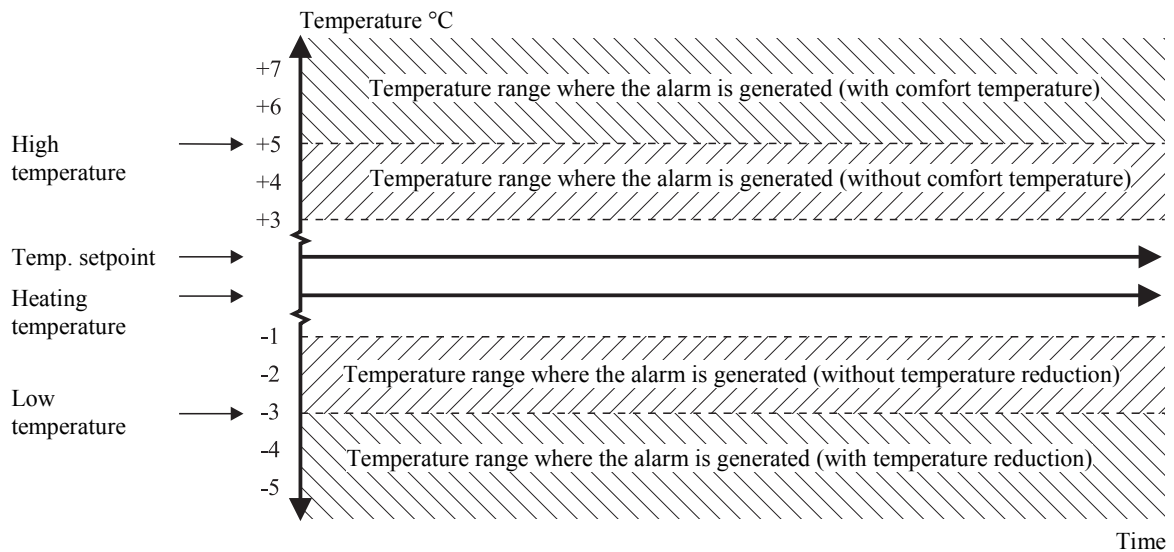 Temperature °C
+7
Temperature range where the alarm is generated (with comfort temperature)
+6
High
temperature
+5
+4
Temperature range where the alarm is generated (without comfort temperature)
+3
Temp. setpoint
Heating
temperature
-1
-2
Temperature range where the alarm is generated (without temperature reduction)
Low
temperature
-3
-4
Temperature range where the alarm is generated (with temperature reduction)
-5
Time